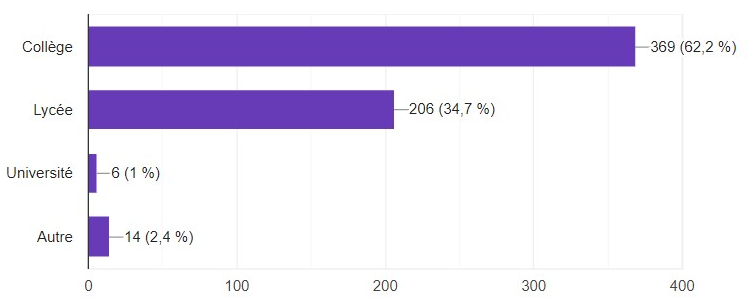 Collège 369 (62,2 %)
Lycée 206 (34,7 %)
Université 6 (1 %)
Autre 14 (2,4 %)
0 100 200 300 400